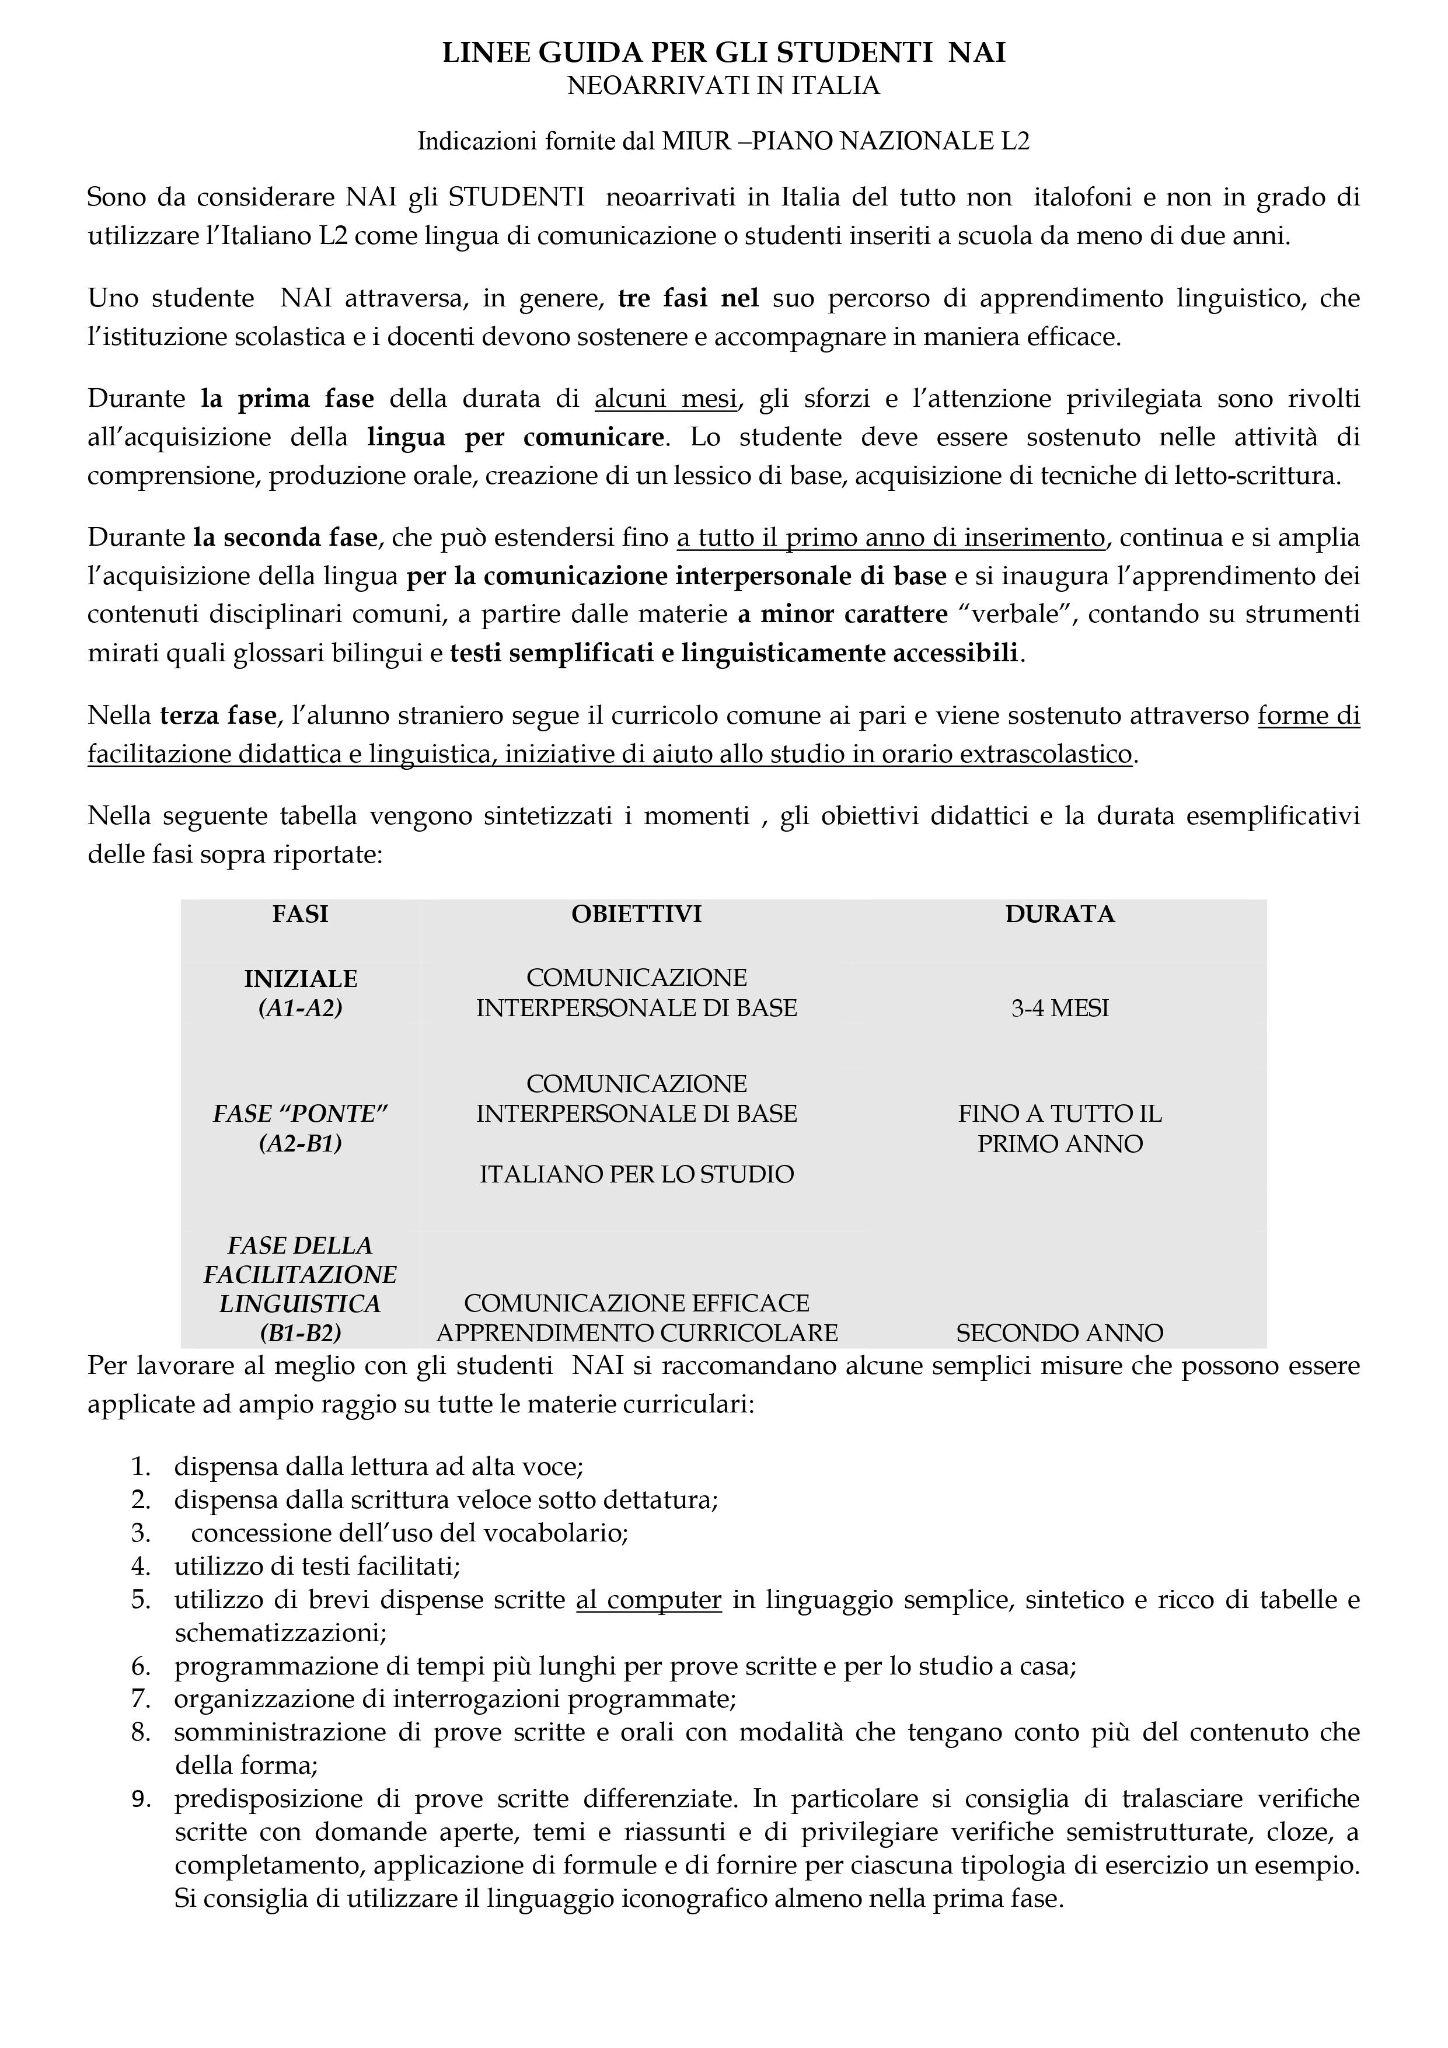 LINEE GUIDA PER GLI STUDENTI NAI
NEOARRIVATI IN ITALIA
Indicazioni fornite dal MIUR –PIANO NAZIONALE L2
Sono da considerare NAI gli STUDENTI neoarrivati in Italia del tutto non italofoni e non in grado di
utilizzare l’Italiano L2 come lingua di comunicazione o studenti inseriti a scuola da meno di due anni.
Uno studente NAI attraversa, in genere, tre fasi nel suo percorso di apprendimento linguistico, che
l’istituzione scolastica e i docenti devono sostenere e accompagnare in maniera efficace.
Durante la prima fase della durata di alcuni mesi, gli sforzi e l’attenzione privilegiata sono rivolti
all’acquisizione della lingua per comunicare. Lo studente deve essere sostenuto nelle attività di
comprensione, produzione orale, creazione di un lessico di base, acquisizione di tecniche di letto-scrittura.
Durante la seconda fase, che può estendersi fino a tutto il primo anno di inserimento, continua e si amplia
l’acquisizione della lingua per la comunicazione interpersonale di base e si inaugura l’apprendimento dei
contenuti disciplinari comuni, a partire dalle materie a minor carattere “verbale”, contando su strumenti
mirati quali glossari bilingui e testi semplificati e linguisticamente accessibili.
Nella terza fase, l’alunno straniero segue il curricolo comune ai pari e viene sostenuto attraverso forme di
facilitazione didattica e linguistica, iniziative di aiuto allo studio in orario extrascolastico.
Nella seguente tabella vengono sintetizzati i momenti , gli obiettivi didattici e la durata esemplificativi
delle fasi sopra riportate:
FASI OBIETTIVI DURATA
INIZIALE
(A1-A2)
COMUNICAZIONE
INTERPERSONALE DI BASE
3-4 MESI
FASE “PONTE”
(A2-B1)
COMUNICAZIONE
INTERPERSONALE DI BASE
ITALIANO PER LO STUDIO
FINO A TUTTO IL
PRIMO ANNO
FASE DELLA
FACILITAZIONE
LINGUISTICA
(B1-B2)
COMUNICAZIONE EFFICACE
APPRENDIMENTO CURRICOLARE
SECONDO ANNO
Per lavorare al meglio con gli studenti NAI si raccomandano alcune semplici misure che possono essere
applicate ad ampio raggio su tutte le materie curriculari:
1. dispensa dalla lettura ad alta voce;
2. dispensa dalla scrittura veloce sotto dettatura;
3. concessione dell’uso del vocabolario;
4. utilizzo di testi facilitati;
5. utilizzo di brevi dispense scritte al computer in linguaggio semplice, sintetico e ricco di tabelle e
schematizzazioni;
6. programmazione di tempi più lunghi per prove scritte e per lo studio a casa;
7. organizzazione di interrogazioni programmate;
8. somministrazione di prove scritte e orali con modalità che tengano conto più del contenuto che
della forma;
9. predisposizione di prove scritte differenziate. In particolare si consiglia di tralasciare verifiche
scritte con domande aperte, temi e riassunti e di privilegiare verifiche semistrutturate, cloze, a
completamento, applicazione di formule e di fornire per ciascuna tipologia di esercizio un esempio.
Si consiglia di utilizzare il linguaggio iconografico almeno nella prima fase.